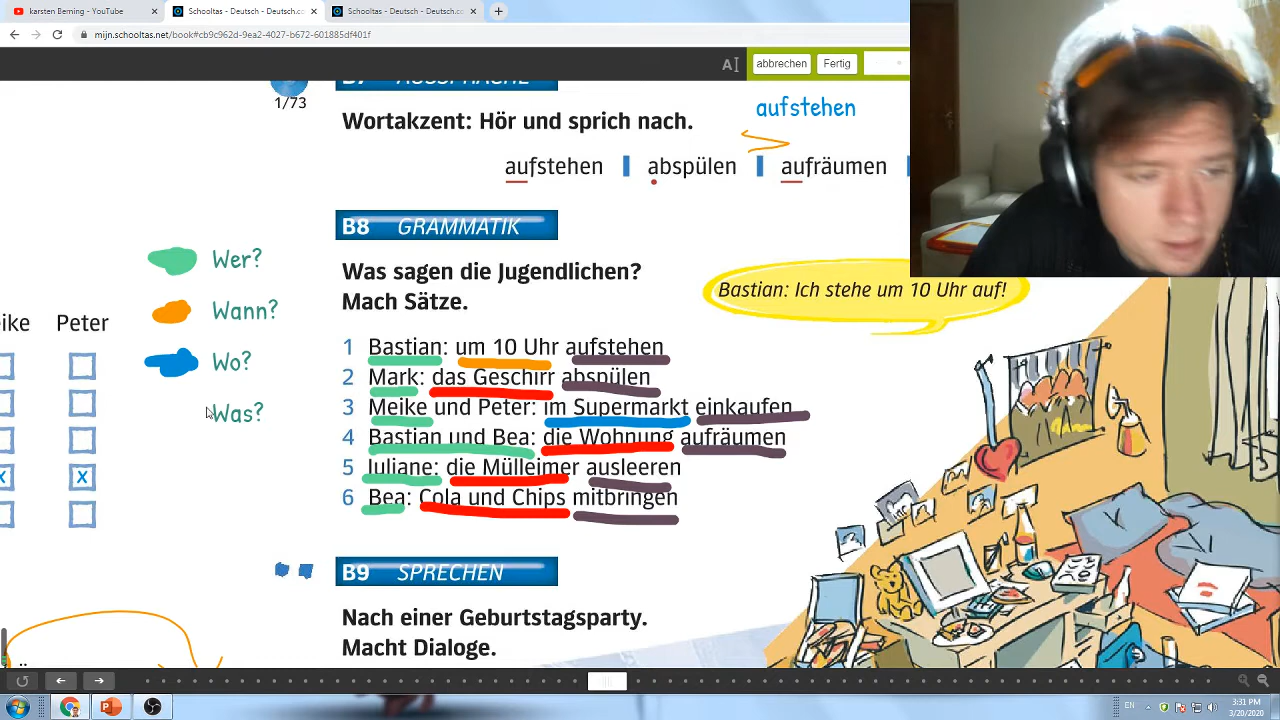 karsten Berning - YouTube
Schooltas - Deutsch - Deutsch.co
Schooltas - Deutsch - Deutsch.co
mijn.schooltas.net/book#cb9c962d-9ea2-4027-b672-601885df401f
abbrechen
Fertig
B7 AUSSPRACHE
1/73
Wortakzent: Hör und sprich nach.
aufstehen
aufstehen
abspülen
aufräumen
B8 GRAMMATIK
Wer?
Wann?
Wo?
Was?
Was sagen die Jugendlichen?
Mach Sätze.
Bastian: Ich stehe um 10 Uhr auf!
Peter
1 Bastian: um 10 Uhr aufstehen
2 Mark: das Geschirr abspülen
3 Meike und Peter: im Supermarkt einkaufen
4 Bastian und Bea: die Wohnung aufräumen
5 Juliane: die Mülleimer ausleeren
6 Bea: Cola und Chips mitbringen
x
x
B9 SPRECHEN
Nach einer Geburtstagsparty.
Macht Dialoge.
EN
3:31 PM
3/20/2020